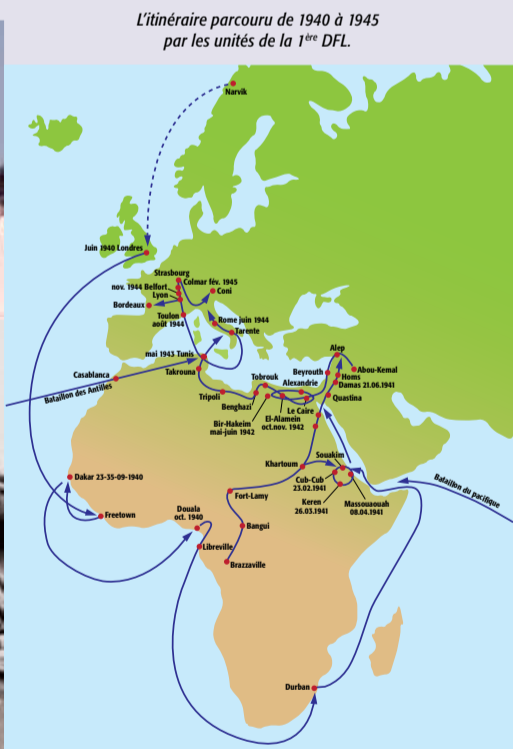 L'itinéraire parcouru de 1940 à 1945
par les unités de la 1ère DFL.
Narvik
Juin 1940 Londres
Strasbourg
Colmar fév. 1945
nov. 1944 Belfort
Coni
Lyon
Bordeaux
Toulon
août 1944
Rome juin 1944
Tarente
mai 1943 Tunis
Alep
Casablanca
Takrouna
Abou-Kemal
Bataillon des Antilles
Beyrouth
Homs
Tobrouk
Damas 21.06.1941
Alexandrie
Tripoli
Quastina
Benghazi
Le Caire
El-Alamein
oct.nov. 1942
Bir-Hakeim
mai-juin 1942
Khartoum
Souakim
Dakar 23-35-09-1940
Cub-Cub
23.02.1941
Bataillon du pacifique
Fort-Lamy
Keren
26.03.1941
Massouaouah
08.04.1941
Freetown
Douala
oct. 1940
Bangui
Libreville
Brazzaville
Durban